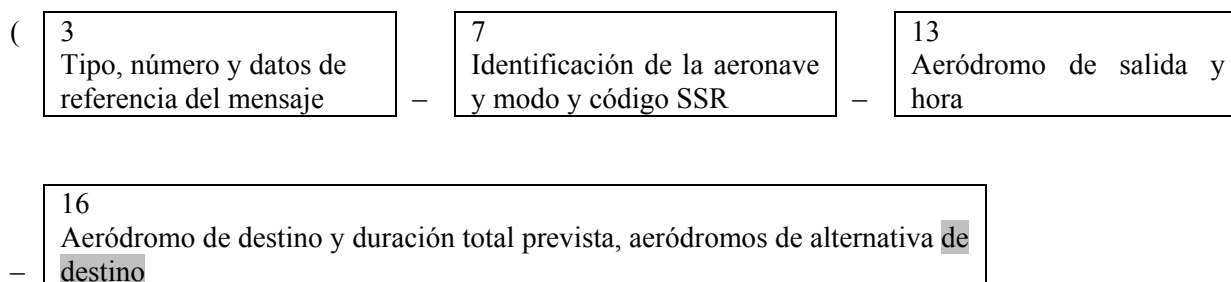 ( 3 7 13
Tipo, número y datos de Identificación de la aeronave Aeródromo de salida y
referencia del mensaje – y modo y código SSR – hora
16
Aeródromo de destino y duración total prevista, aeródromos de alternativa de
– destino